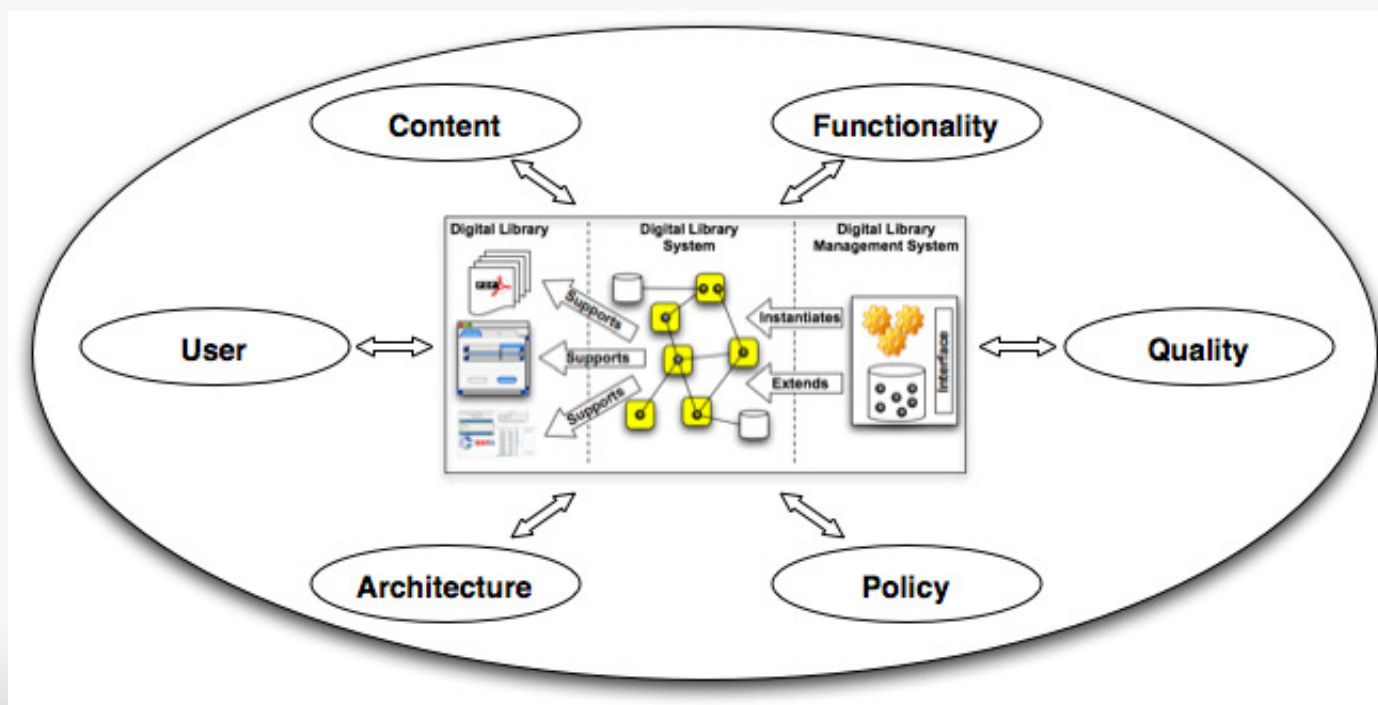 Content
Functionality
Digital Library
Digital Library
System
Digital Library
Management System
PDF
Supports
Instantiates
User
Supports
Interface
Quality
Extends
Supports
Architecture
Policy